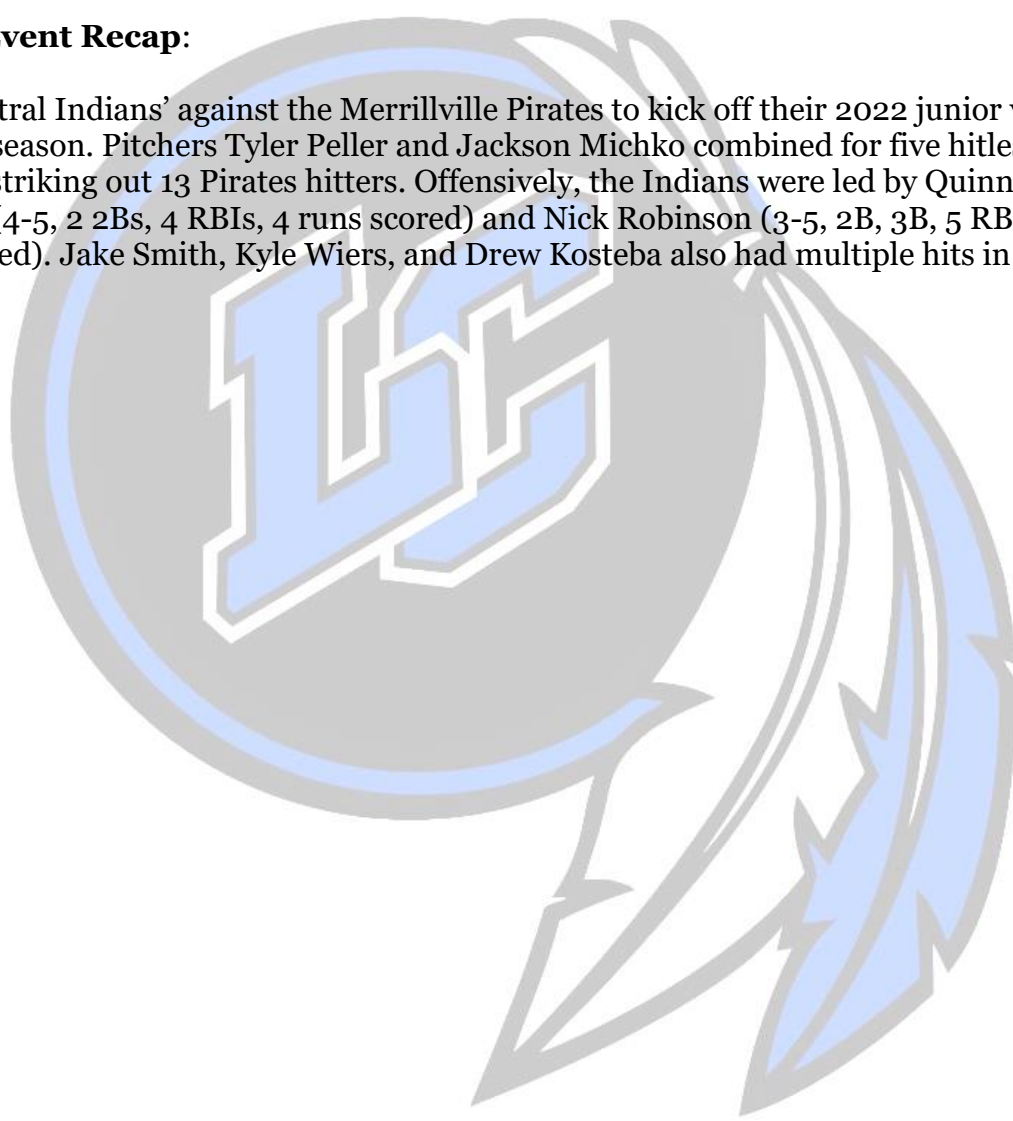 vent Recap:
tral Indians’ against the Merrillville Pirates to kick off their 2022 junior
season. Pitchers Tyler Peller and Jackson Michko combined for five hitles
striking out 13 Pirates hitters. Offensively, the Indians were led by Quinn
(4-5, 2 2Bs, 4 RBIs, 4 runs scored) and Nick Robinson (3-5, 2B, 3B, 5 RB
ed). Jake Smith, Kyle Wiers, and Drew Kosteba also had multiple hits in
LC